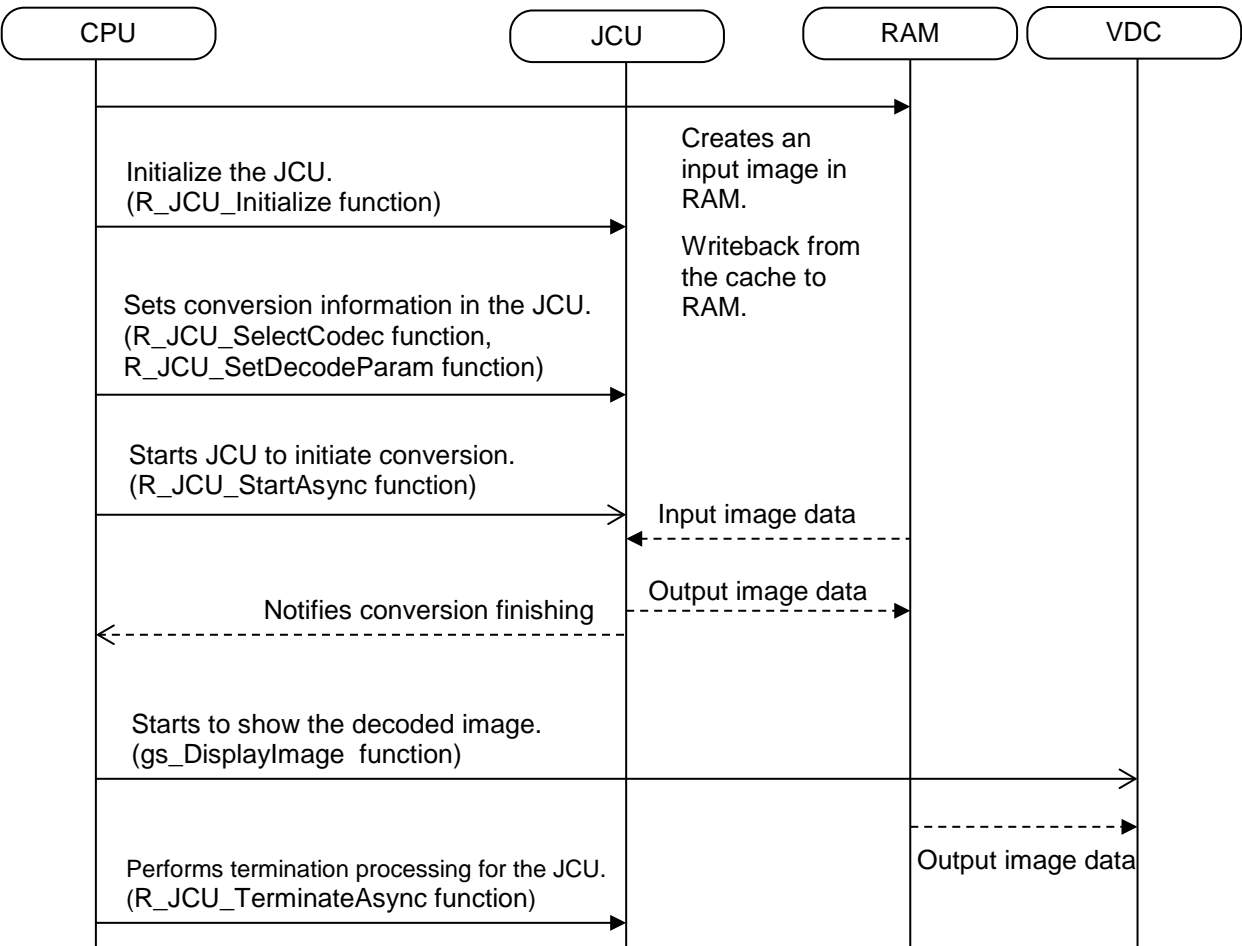 CPU
JCU
RAM
VDC
Creates an
input image in
RAM.
Writeback from
the cache to
RAM.
Initialize the JCU.
(R_JCU_Initialize function)
Sets conversion information in the JCU.
(R_JCU_SelectCodec function,
R_JCU_SetDecodeParam function)
Starts JCU to initiate conversion.
(R_JCU_StartAsync function)
Input image data
Output image data
Notifies conversion finishing
Starts to show the decoded image.
(gs_DisplayImage function)
Output image data
Performs termination processing for the JCU.
(R_JCU_TerminateAsync function)